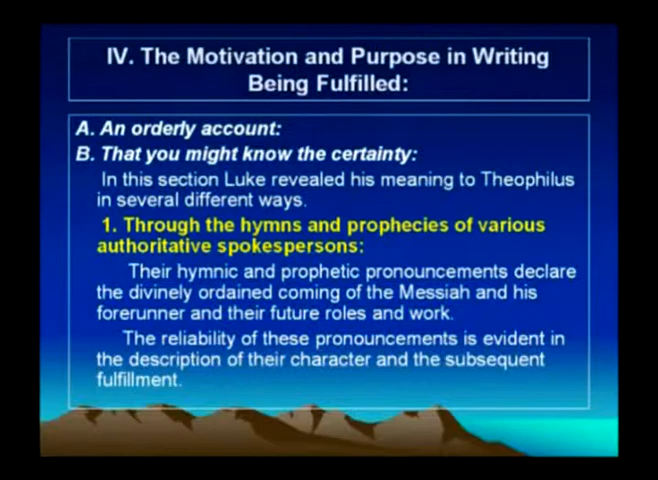 IV. The Motivation and Purpose in Writing
Being Fulfilled:
A. An orderly account:
B. That you might know the certainty:
In this section Luke revealed his meaning to Theophilus
in several different ways.
1. Through the hymns and prophecies of various
authoritative spokespersons:
Their hymnic and prophetic pronouncements declare
the divinely ordained coming of the Messiah and his
forerunner and their future roles and work.
The reliability of these pronouncements is evident in
the description of their character and the subsequent
fulfillment.